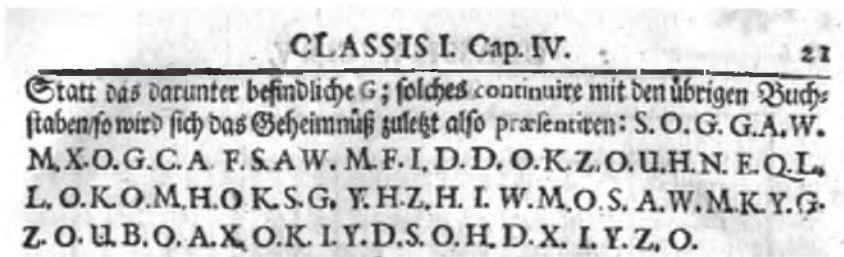 CLASSIS I. Cap. IV. 21
Statt das darunter befindliche G; solches continuire mit den übrigen Buch-
staben/so wird sich das Geheimnüß zuletzt also præsentiren: S. O. G. G. A. W.
M, X. O. G. C. A. F. S. A W. M. F. I, D. D. O. K. Z. O. U. H. N. E. Q. L,
L. O. K. O. M, H. O K. S. G. Y. H. Z, H. I. W. M, O. S. A. W. M. K. Y. G.
Z. O. U. B. O. A. X, O. K. I. Y. D. S. O. H. D. X. I. Y. Z, O.